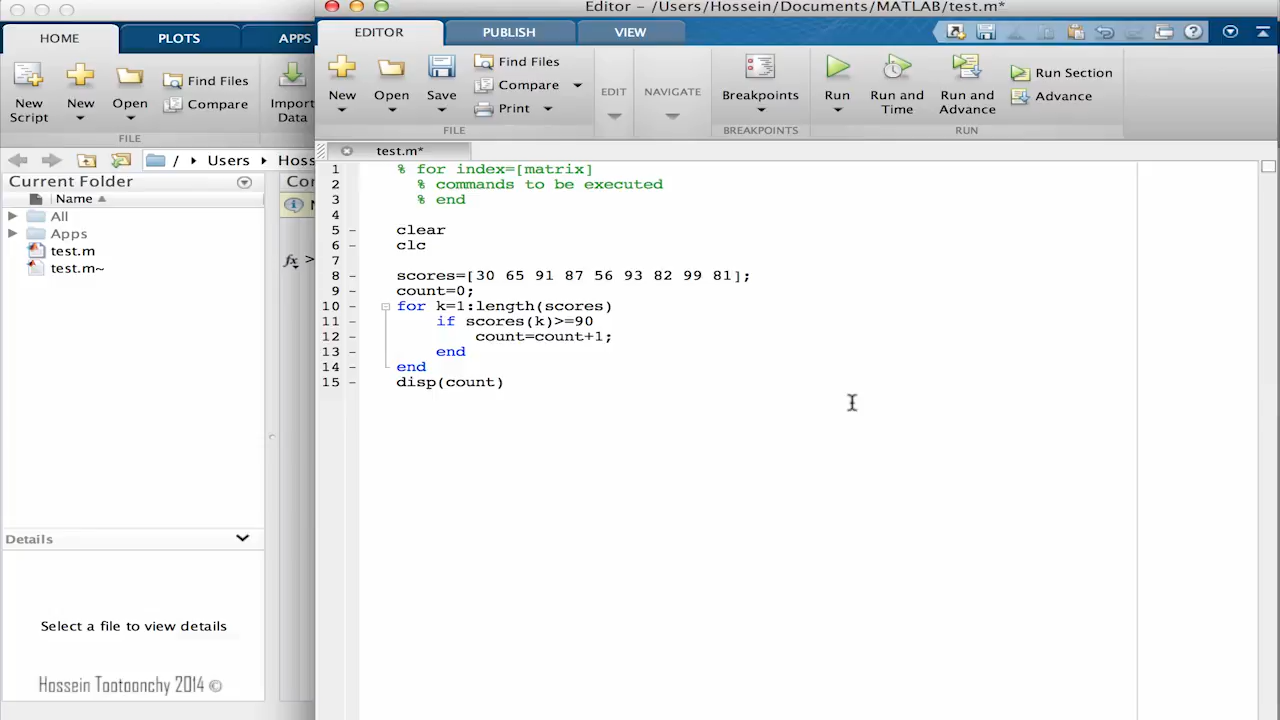 Editor - /Users/Hossein/Documents/MATLAB/test.m*
HOME PLOTS APPS
EDITOR PUBLISH VIEW
New Script
New
Open
Find Files
Compare
Import Data
FILE
New
Open
Save
Find Files
Compare
Print
FILE
EDIT
NAVIGATE
Breakpoints
BREAKPOINTS
Run
Run and Time
Run and Advance
Run Section
Advance
RUN
/ Users Hoss
Current Folder
Name
All
Apps
test.m
test.m~
Details
Select a file to view details
Hossein Tootoonchy 2014 ©
Co
fx >
test.m*
1 % for index=[matrix]
2 % commands to be executed
3 % end
4
5 - clear
6 - clc
7
8 - scores=[30 65 91 87 56 93 82 99 81];
9 - count=0;
10 - for k=1:length(scores)
11 - if scores(k)>=90
12 - count=count+1;
13 - end
14 - end
15 - disp(count)